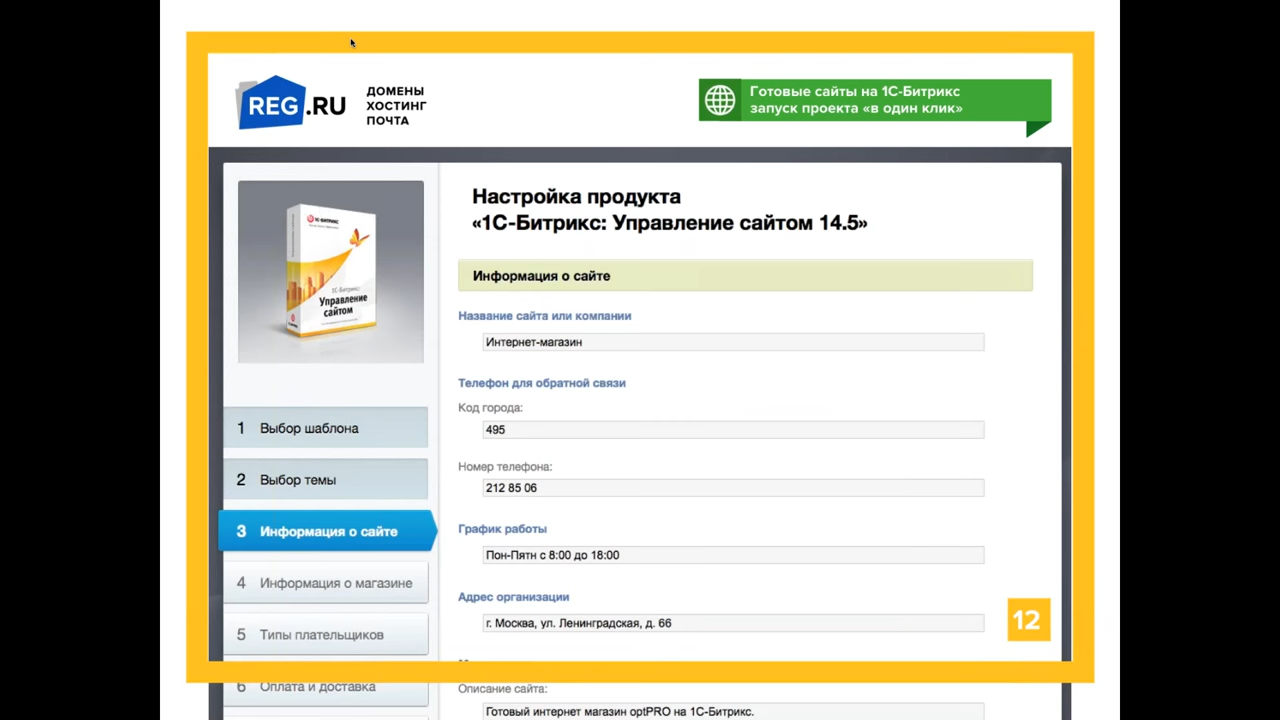 REG.RU
ДОМЕНЫ
ХОСТИНГ
ПОЧТА
Готовые сайты на 1С-Битрикс
запуск проекта «в один клик»
1С-БИТРИКС
1С-Битрикс:
Управление
сайтом
Настройка продукта
«1С-Битрикс: Управление сайтом 14.5»
Информация о сайте
Название сайта или компании
Интернет-магазин
Телефон для обратной связи
Код города:
495
Номер телефона:
212 85 06
График работы
Пон-Пятн с 8:00 до 18:00
Адрес организации
г. Москва, ул. Ленинградская, д. 66
Описание сайта:
Готовый интернет магазин optPRO на 1С-Битрикс.
1 Выбор шаблона
2 Выбор темы
3 Информация о сайте
4 Информация о магазине
5 Типы плательщиков
6 Оплата и доставка
12